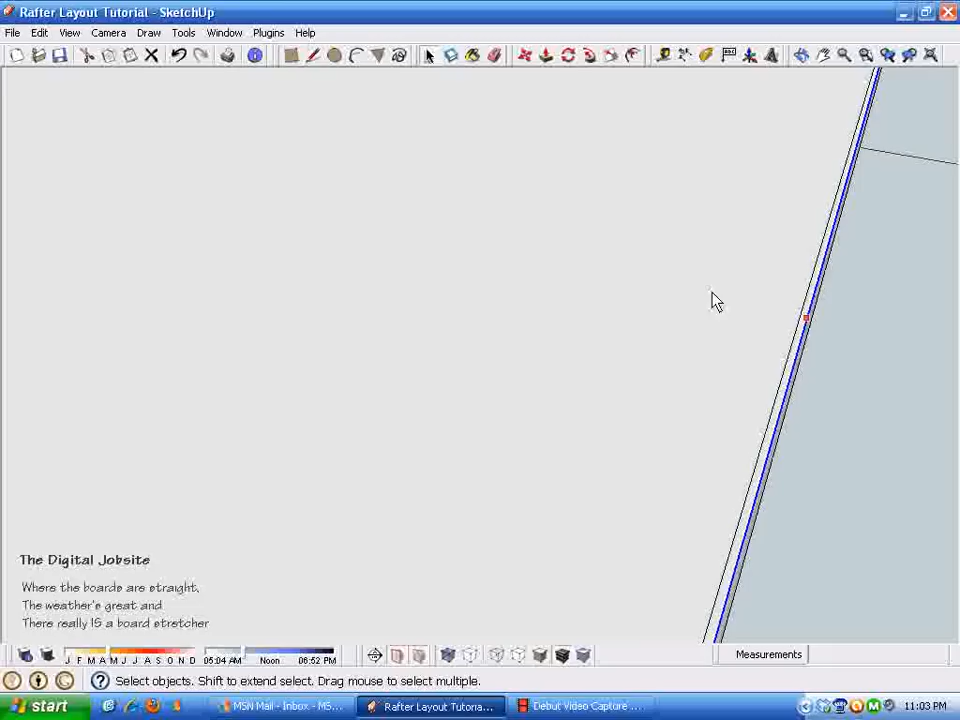 Rafter Layout Tutorial - SketchUp
File Edit View Camera Draw Tools Window Plugins Help
The Digital Jobsite
Where the boards are straight,
The weather's great and
There really IS a board stretcher
J F M A M J J A S O N D 05:04 AM Noon 06:52 PM Measurements
Select objects. Shift to extend select. Drag mouse to select multiple.
start MSN Mail - Inbox - MS... Rafter Layout Tutoria... Debut Video Capture ... 11:03 PM